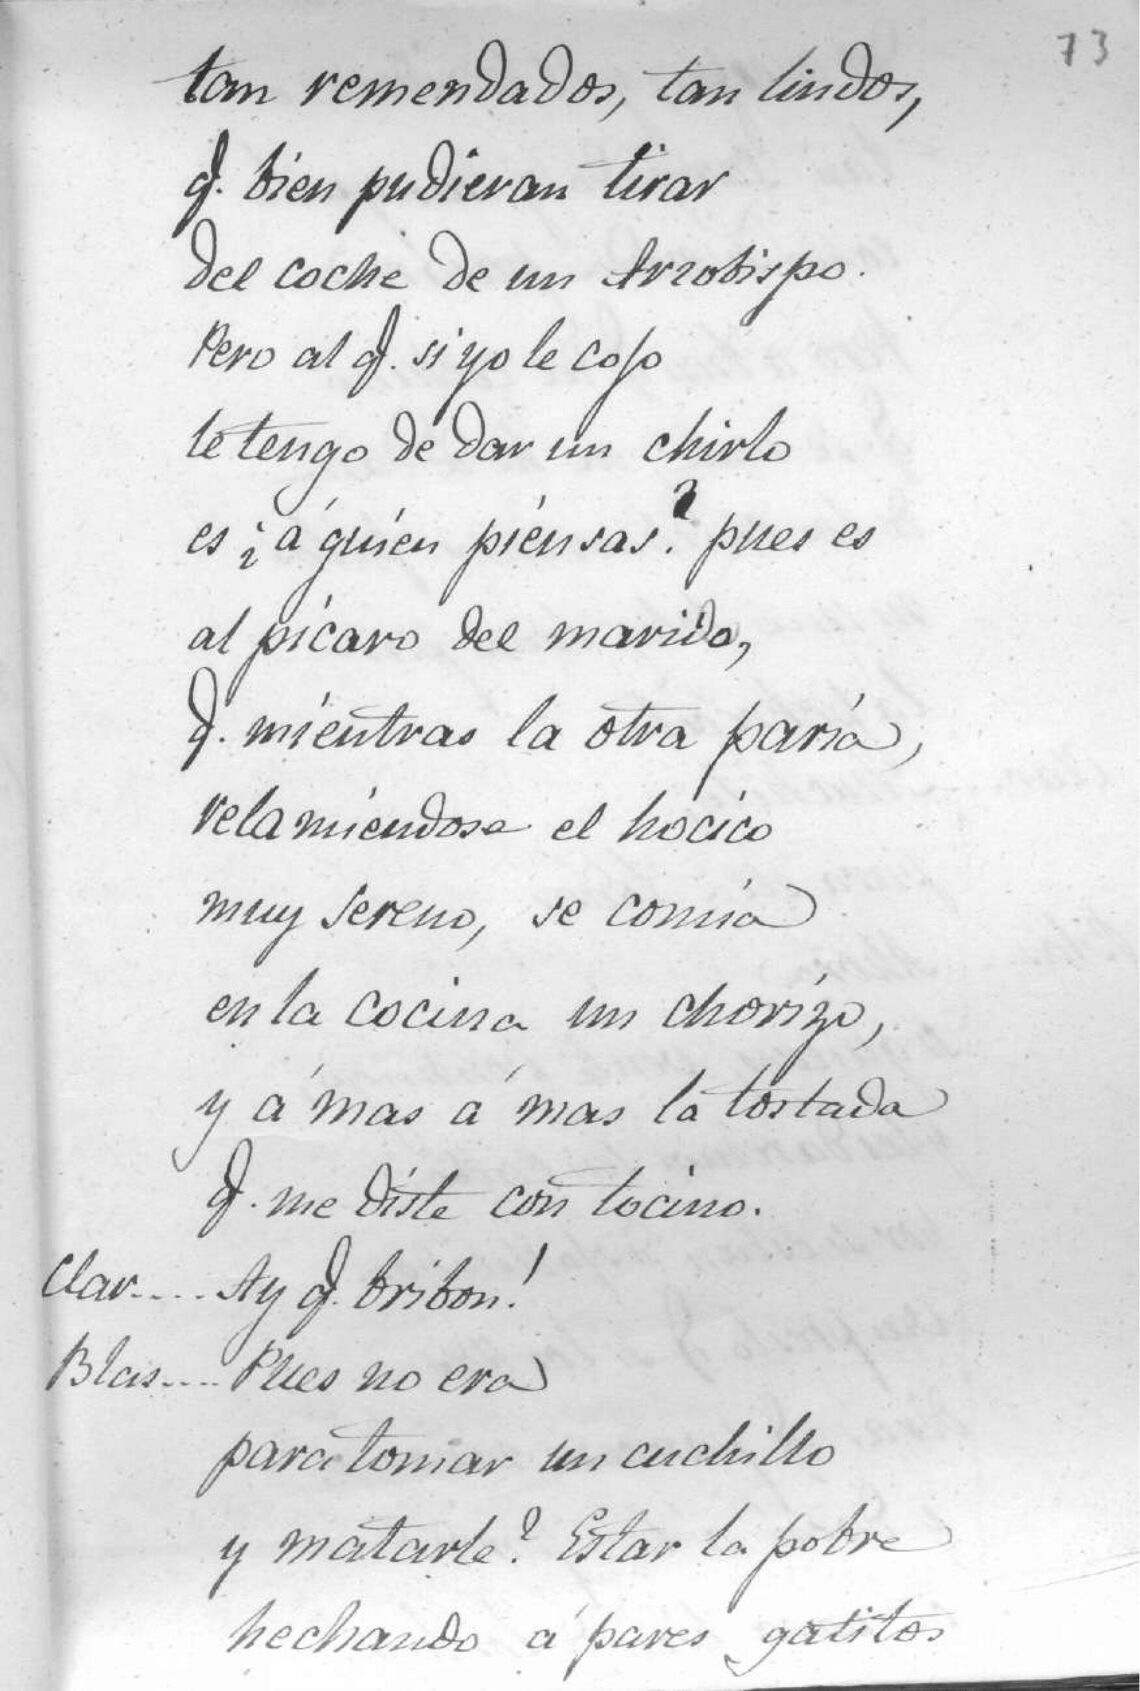 73
tan remendados, tan lindos,
q. bien pudieran tirar
del coche de un Arzobispo.
Pero al q. si yo le cojo
le tengo de dar un chirlo
es ¿á quien piensas? pues es
al picaro del marido,
q. mientras la otra paría,
relamiendose el hocico
muy sereno, se comia
en la cocina un chorizo,
y á mas á mas la tostada
q. me diste con tocino.
Clar.... Ay q. bribon!
Blas.... Pues no era
para tomar un cuchillo
y matarle? Estar la pobre
hechando á pares gatitos